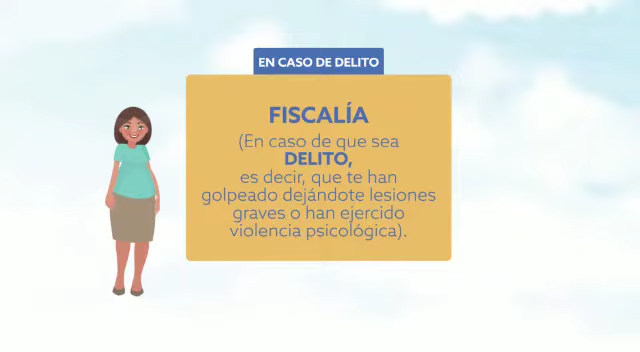 EN CASO DE DELITO
FISCALÍA
(En caso de que sea
DELITO,
es decir, que te han
golpeado dejándote lesiones
graves o han ejercido
violencia psicológica).